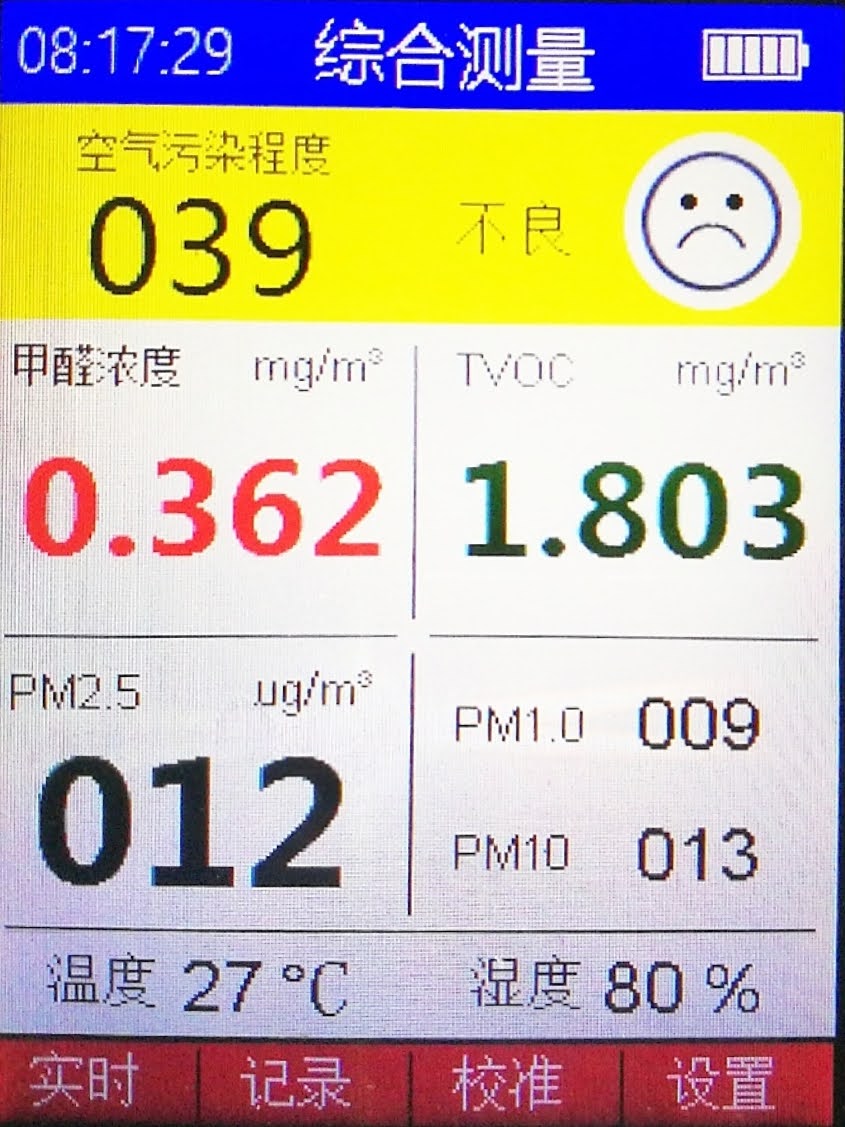 08:17:29 综合测量
空气污染程度
039 不良
甲醛浓度 mg/m³ TVOC mg/m³
0.362 1.803
PM2.5 ug/m³
012
PM1.0 009
PM10 013
温度 27 ℃ 湿度 80 %
实时 记录 校准 设置